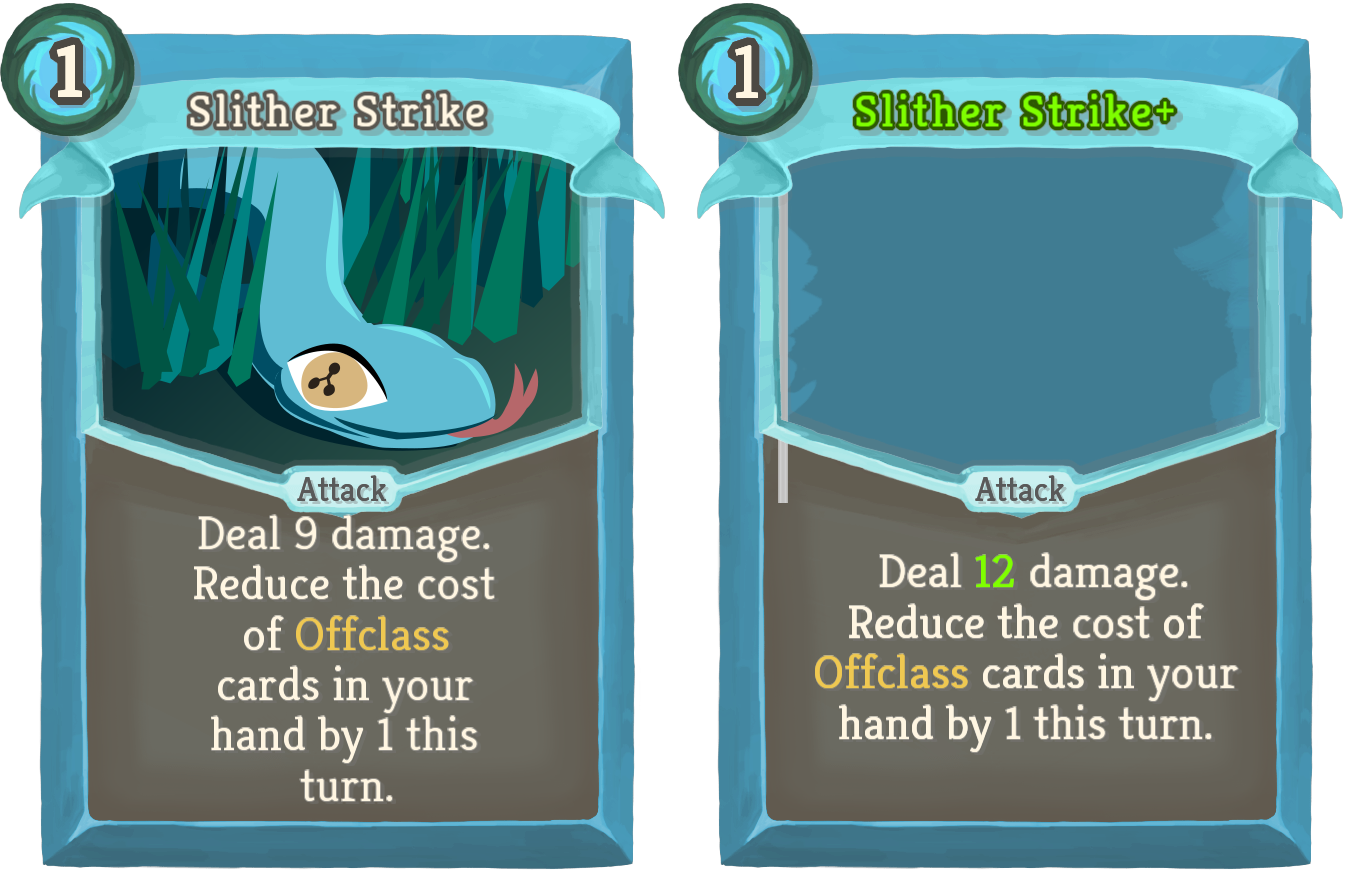 1
Slither Strike
Attack
Deal 9 damage.
Reduce the cost
of Offclass
cards in your
hand by 1 this
turn.
1
Slither Strike+
Attack
Deal 12 damage.
Reduce the cost of
Offclass cards in your
hand by 1 this turn.